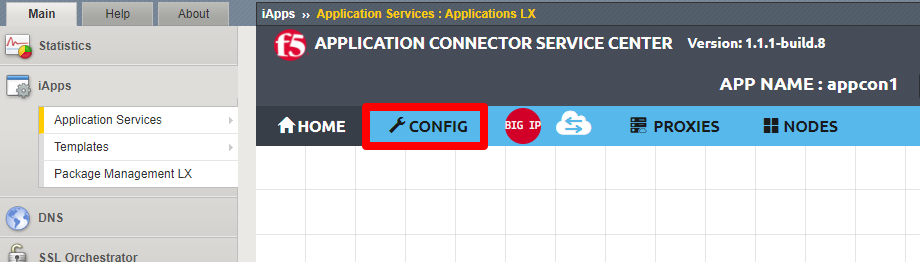 Main Help About
iApps ›› Application Services : Applications LX
Statistics
f5 APPLICATION CONNECTOR SERVICE CENTER Version: 1.1.1-build.8
iApps
APP NAME : appcon1
Application Services
HOME CONFIG BIG IP PROXIES NODES
Templates
Package Management LX
DNS
SSL Orchestrator